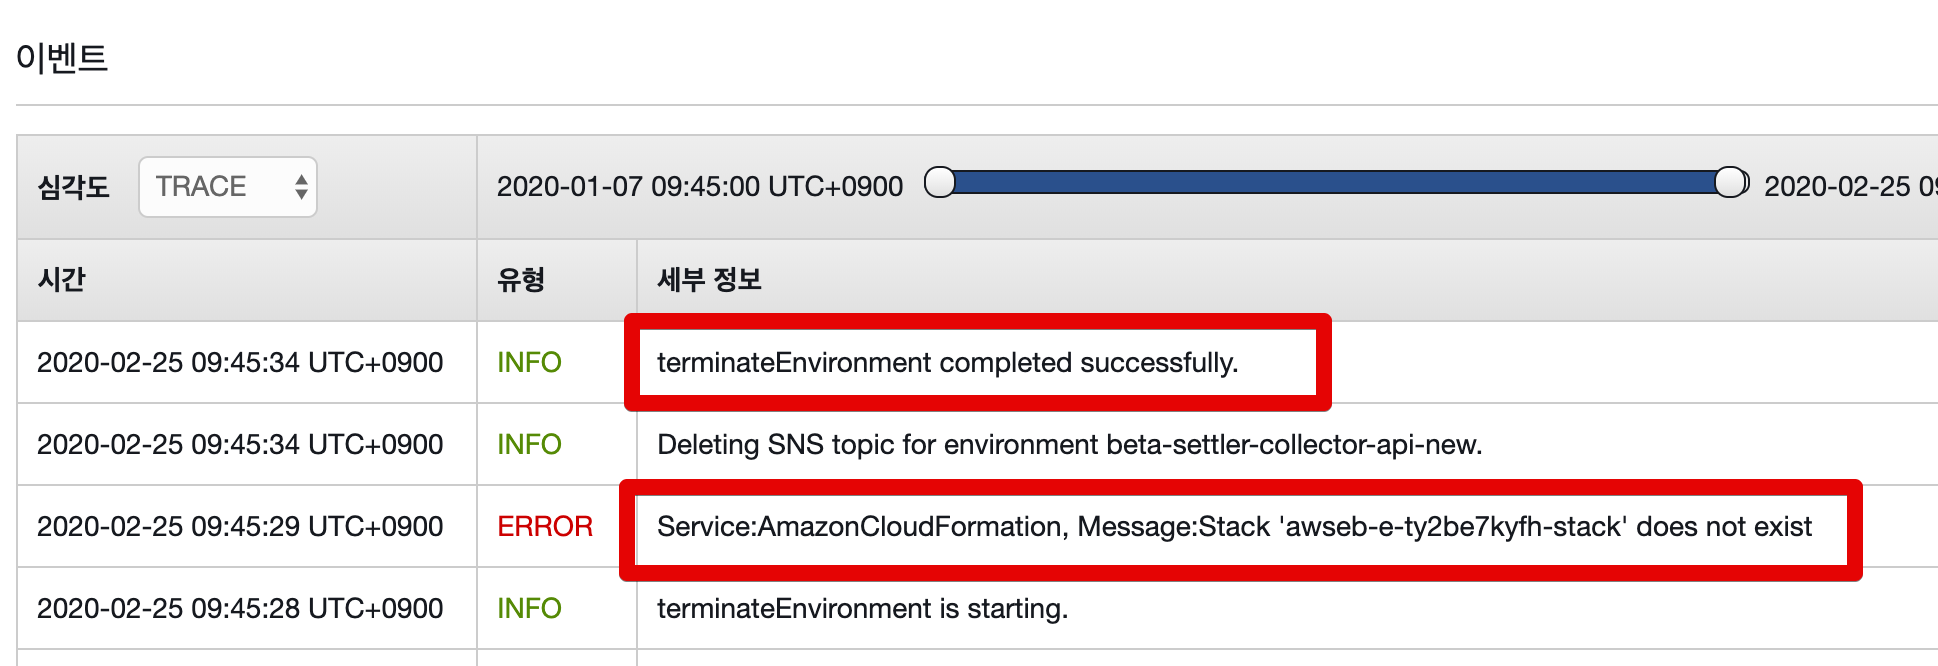 이벤트
심각도 TRACE 2020-01-07 09:45:00 UTC+0900 2020-02-25
시간 유형 세부 정보
2020-02-25 09:45:34 UTC+0900 INFO terminateEnvironment completed successfully.
2020-02-25 09:45:34 UTC+0900 INFO Deleting SNS topic for environment beta-settler-collector-api-new.
2020-02-25 09:45:29 UTC+0900 ERROR Service:AmazonCloudFormation, Message:Stack 'awseb-e-ty2be7kyfh-stack' does not exist
2020-02-25 09:45:28 UTC+0900 INFO terminateEnvironment is starting.